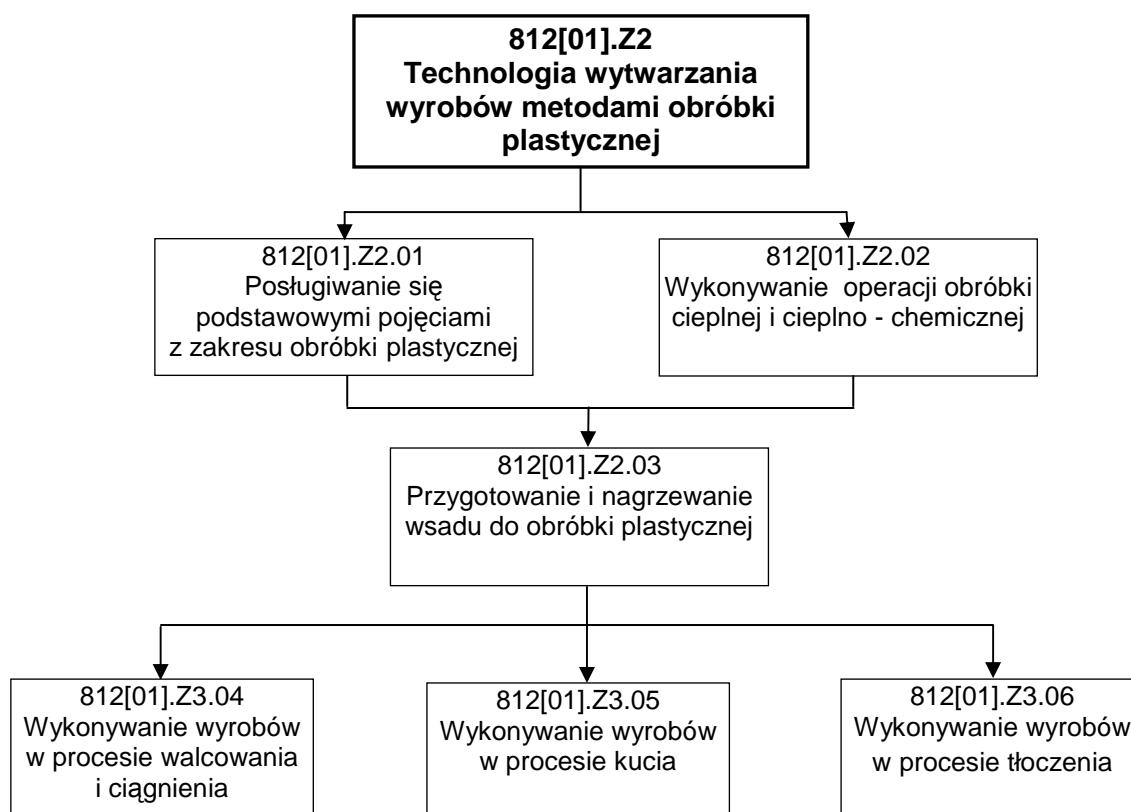 812[01].Z2
Technologia wytwarzania
wyrobów metodami obróbki
plastycznej
812[01].Z2.01
Posługiwanie się
podstawowymi pojęciami
z zakresu obróbki plastycznej
812[01].Z2.02
Wykonywanie operacji obróbki
cieplnej i cieplno - chemicznej
812[01].Z2.03
Przygotowanie i nagrzewanie
wsadu do obróbki plastycznej
812[01].Z3.04
Wykonywanie wyrobów
w procesie walcowania
i ciągnienia
812[01].Z3.05
Wykonywanie wyrobów
w procesie kucia
812[01].Z3.06
Wykonywanie wyrobów
w procesie tłoczenia